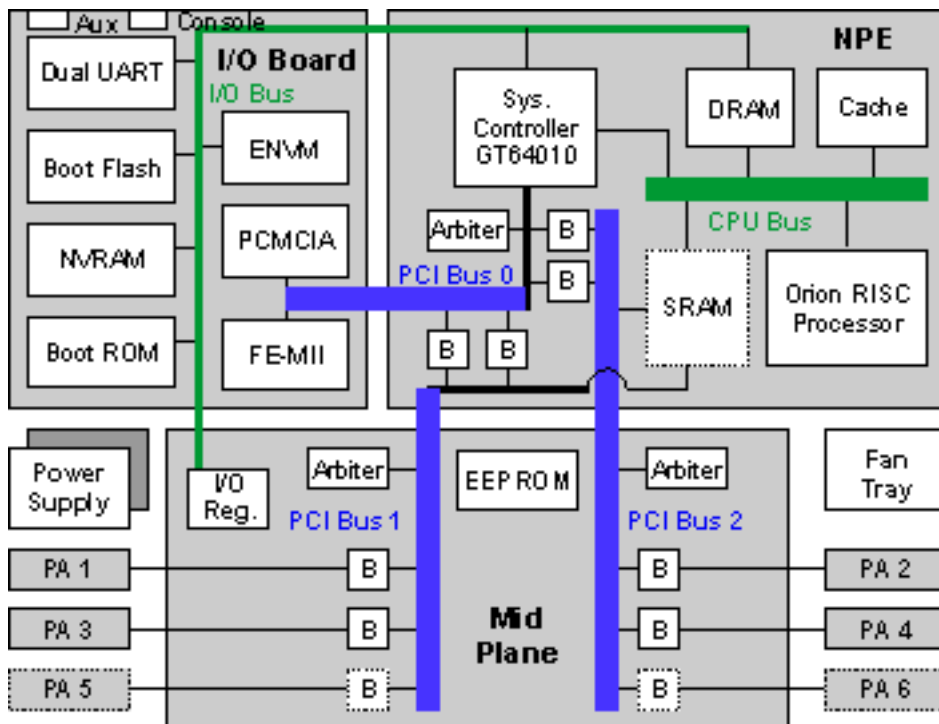 Aux
Console
Dual UART
I/O Board
I/O Bus
Boot Flash
ENVM
NVRAM
PCMCIA
Boot ROM
FE-MII
NPE
Sys.
Controller
GT64010
DRAM
Cache
CPU Bus
Arbiter
B
PCI Bus 0
B
SRAM
Orion RISC
Processor
B
B
Power
Supply
I/O
Reg.
Arbiter
EEPROM
Arbiter
Fan
Tray
PCI Bus 1
PCI Bus 2
PA 1
B
B
PA 2
PA 3
B
Mid
Plane
B
PA 4
PA 5
B
B
PA 6